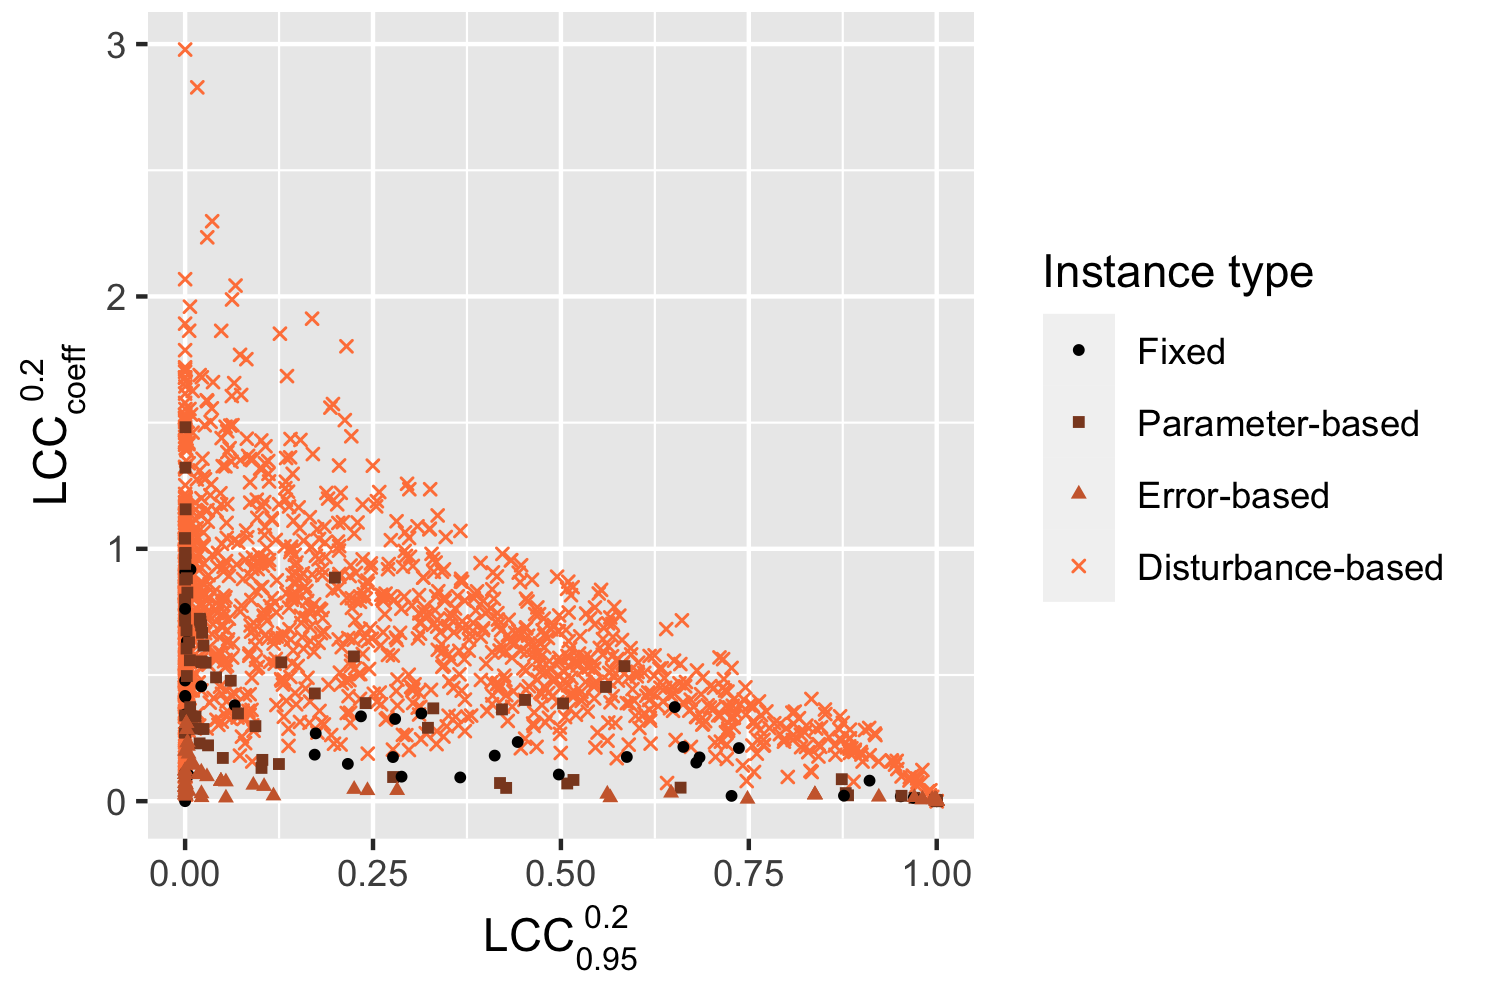 3
2
1
0
LCC 0.2 coeff
0.00 0.25 0.50 0.75 1.00
LCC 0.2 0.95
Instance type
Fixed
Parameter-based
Error-based
Disturbance-based